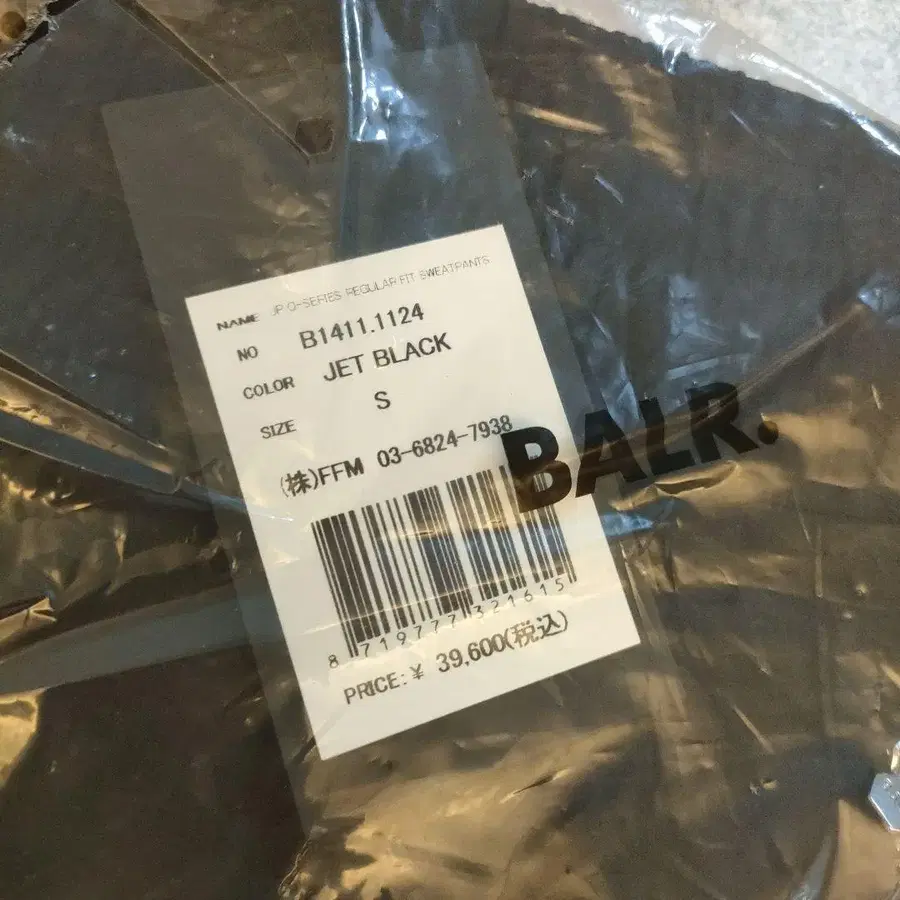 NAME JP Q-SERIES REGULAR FIT SWEATPANTS
NO B1411.1124
COLOR JET BLACK
SIZE S
(株)FFM 03-6824-7938
BALR.
8 719777 321615
PRICE:¥ 39,600(税込)